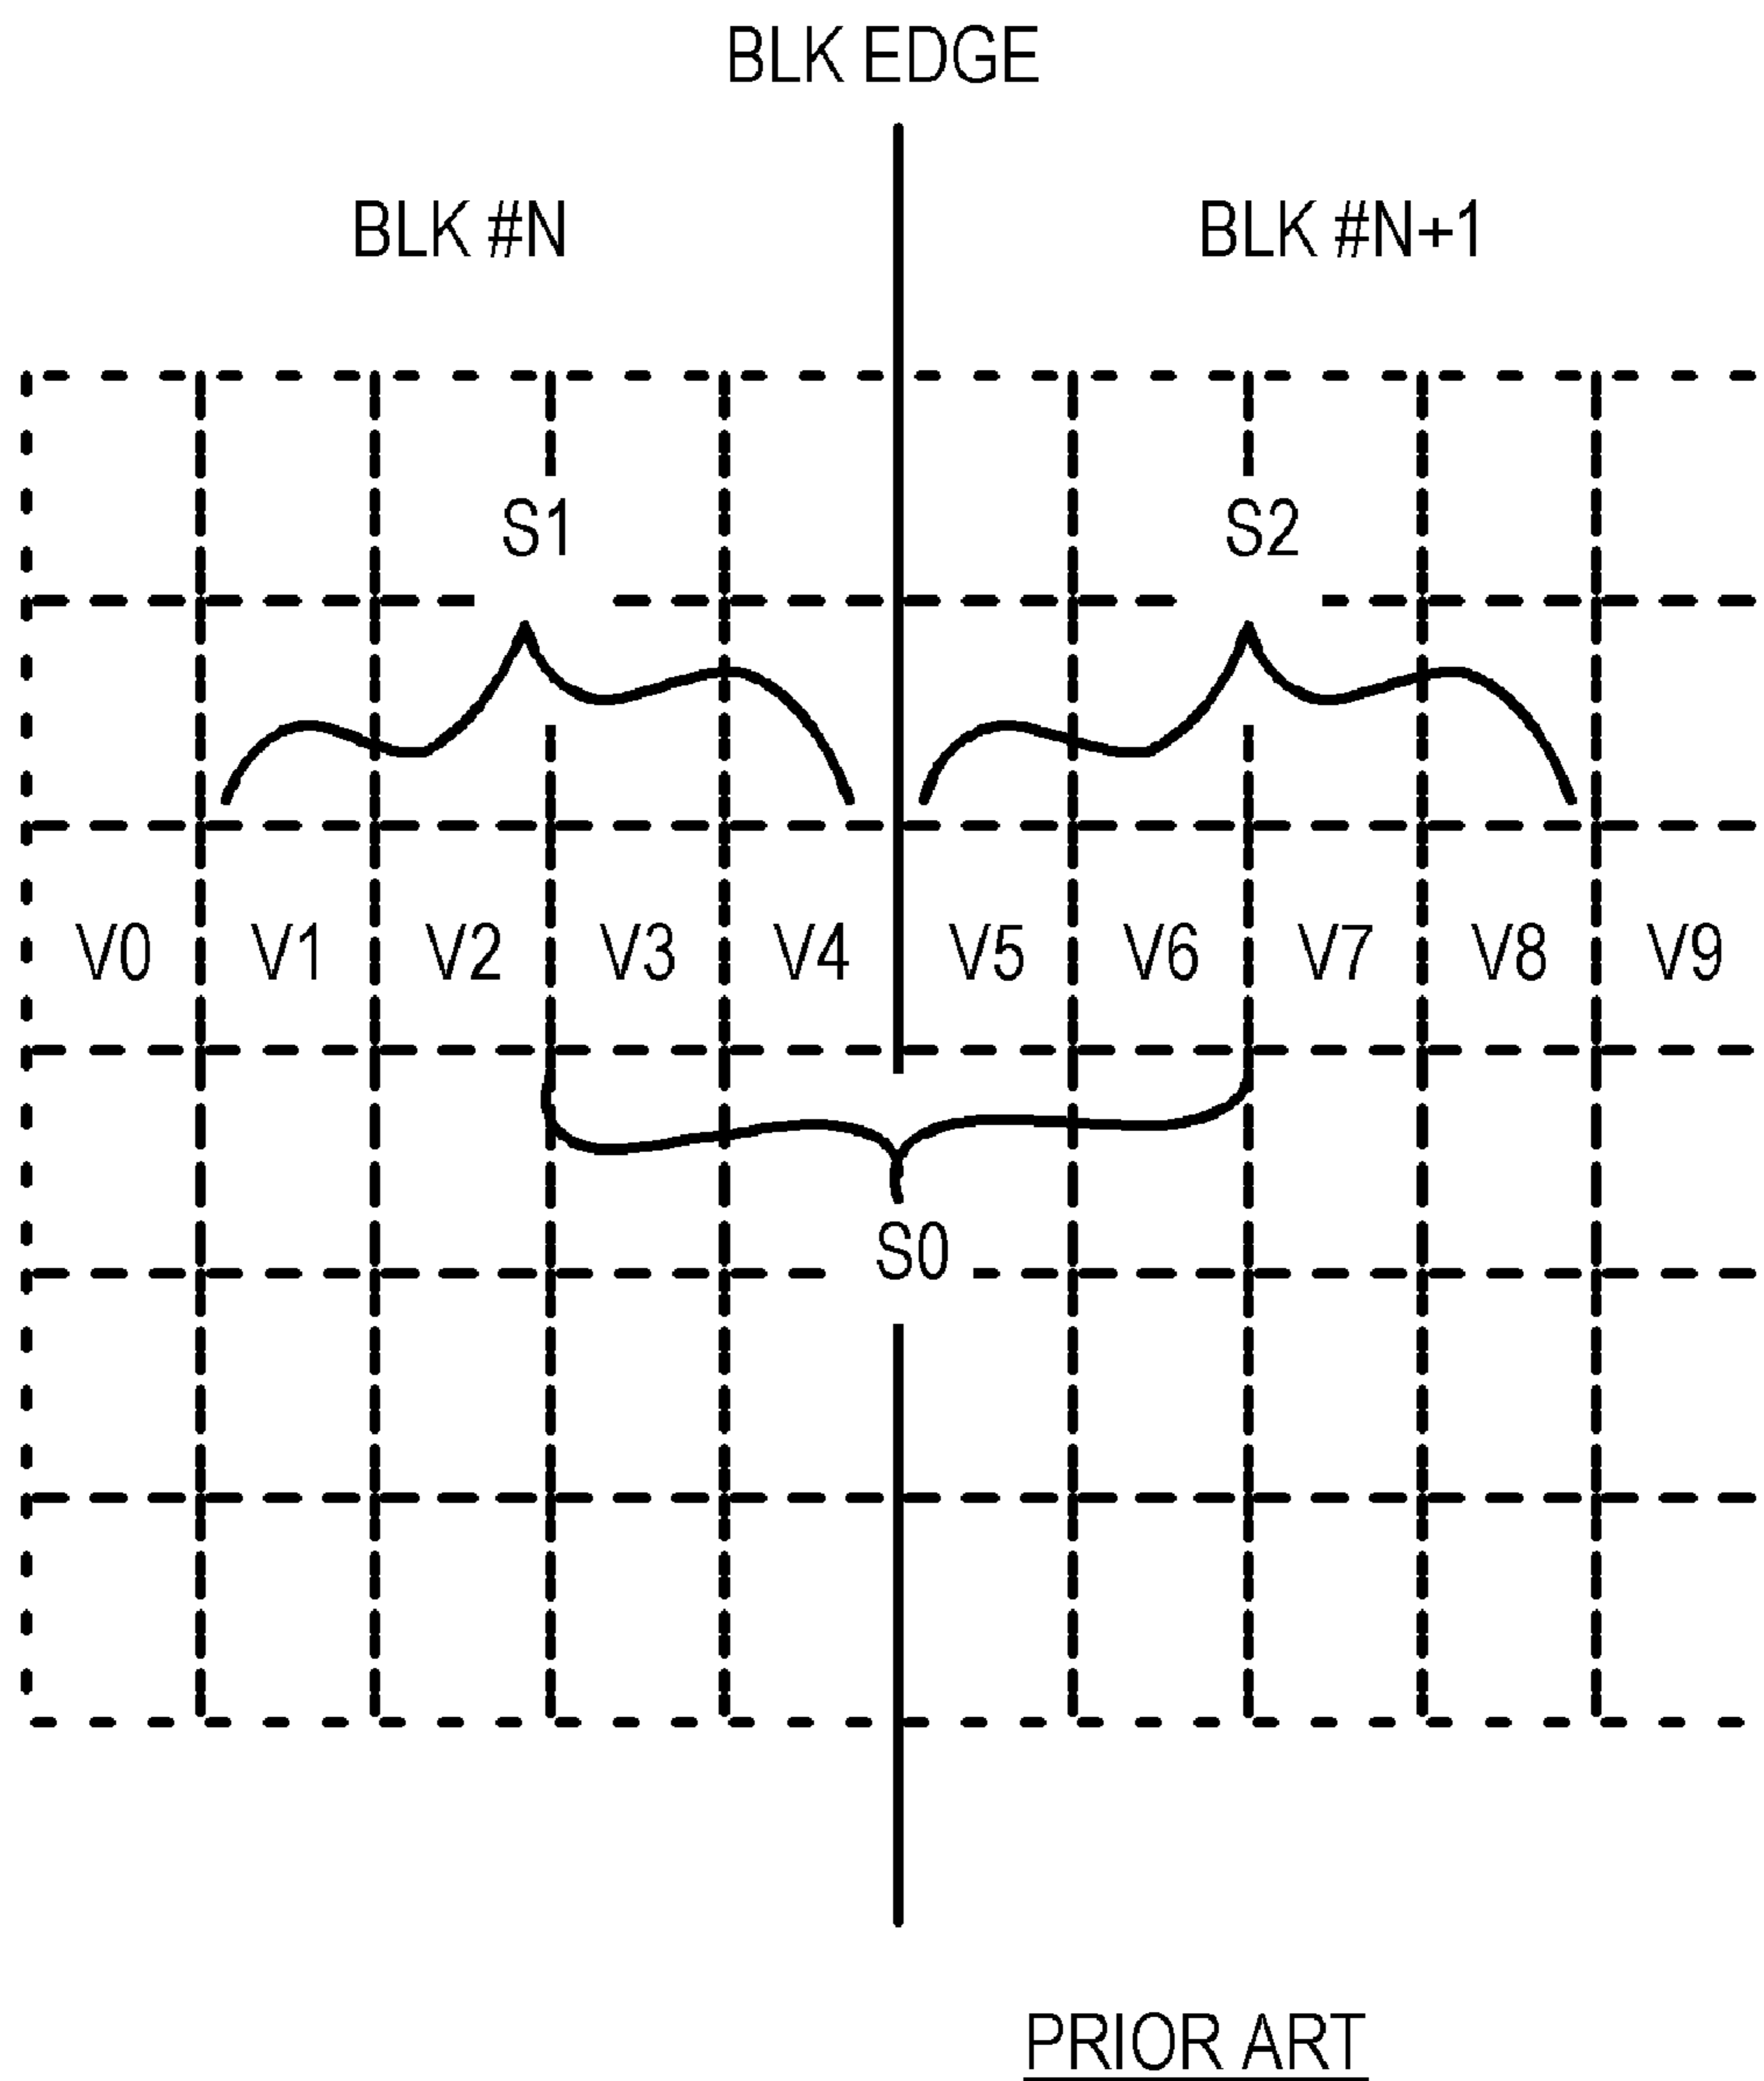 BLK EDGE
BLK #N BLK #N+1
S1 S2
V0 V1 V2 V3 V4 V5 V6 V7 V8 V9
S0
PRIOR ART